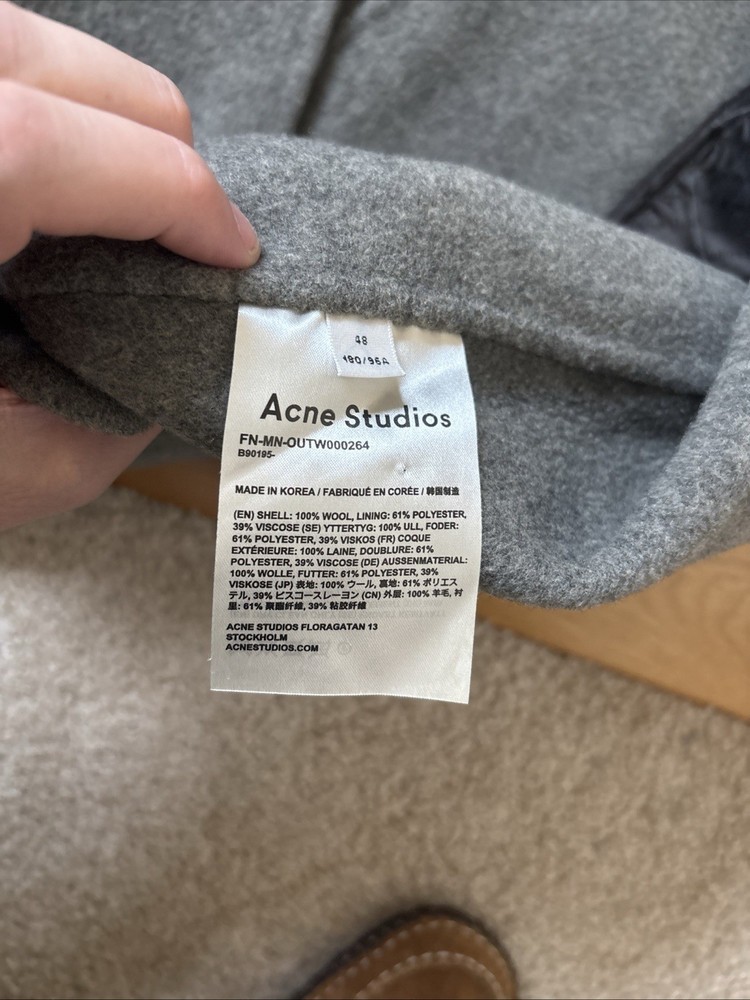 48
190/96A
Acne Studios
FN-MN-OUTW000264
B90195-
MADE IN KOREA / FABRIQUÉ EN CORÉE / 韩国制造
(EN) SHELL: 100% WOOL, LINING: 61% POLYESTER,
39% VISCOSE (SE) YTTERTYG: 100% ULL, FODER:
61% POLYESTER, 39% VISKOS (FR) COQUE
EXTÉRIEURE: 100% LAINE, DOUBLURE: 61%
POLYESTER, 39% VISCOSE (DE) AUSSENMATERIAL:
100% WOLLE, FUTTER: 61% POLYESTER, 39%
VISKOSE (JP) 表地: 100% ウール, 裏地: 61% ポリエス
テル, 39% ビスコースレーヨン (CN) 外層: 100% 羊毛, 衬
里: 61% 聚酯纤维, 39% 粘胶纤维
ACNE STUDIOS FLORAGATAN 13
STOCKHOLM
ACNESTUDIOS.COM